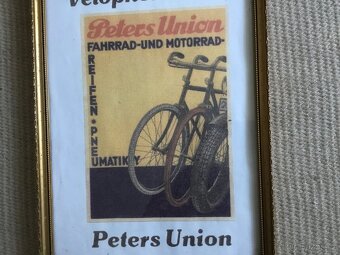 Peters Union
FAHRRAD-UND MOTORRAD-
REIFEN • PNEUMATIK
Peters Union